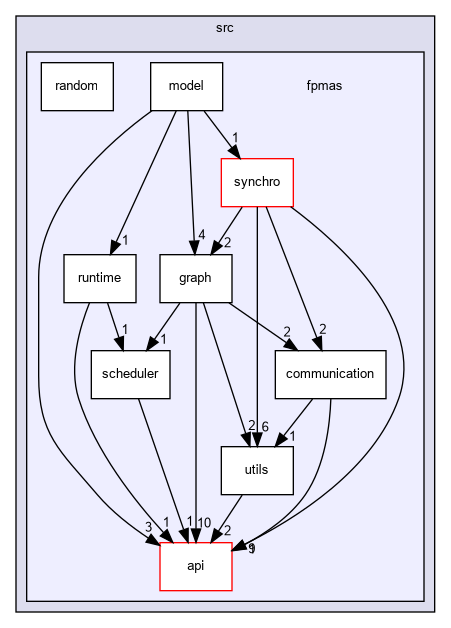 src
random
model
fpmas
1
synchro
1
4
2
runtime
graph
1
1
2
2
scheduler
communication
2
6
1
utils
3
1
1
10
2
api